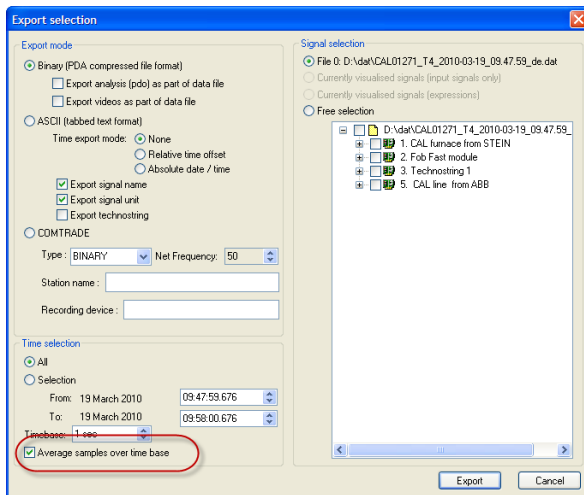 Export selection
Export mode
Binary (PDA compressed file format)
Export analysis (pdo) as part of data file
Export videos as part of data file
ASCII (tabbed text format)
Time export mode: None
Relative time offset
Absolute date / time
Export signal name
Export signal unit
Export technostring
COMTRADE
Type : BINARY Net Frequency: 50
Station name :
Recording device :
Time selection
All
Selection
From: 19 March 2010 09:47:59.676
To: 19 March 2010 09:58:00.676
Timebase: 1 sec
Average samples over time base
Signal selection
File 0: D:\dat\CAL01271_T4_2010-03-19_09.47.59_de.dat
Currently visualised signals (input signals only)
Currently visualised signals (expressions)
Free selection
D:\dat\CAL01271_T4_2010-03-19_09.47.59_
1. CAL furnace from STEIN
2. Fob Fast module
3. Technostring 1
5. CAL line from ABB
Export Cancel